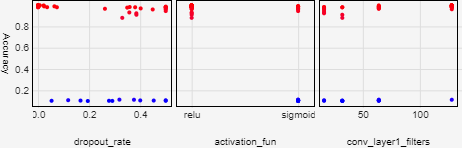 Accuracy
0.8
0.6
0.4
0.2
0.0 0.2 0.4
relu sigmoid
50 100
dropout_rate activation_fun conv_layer1_filters